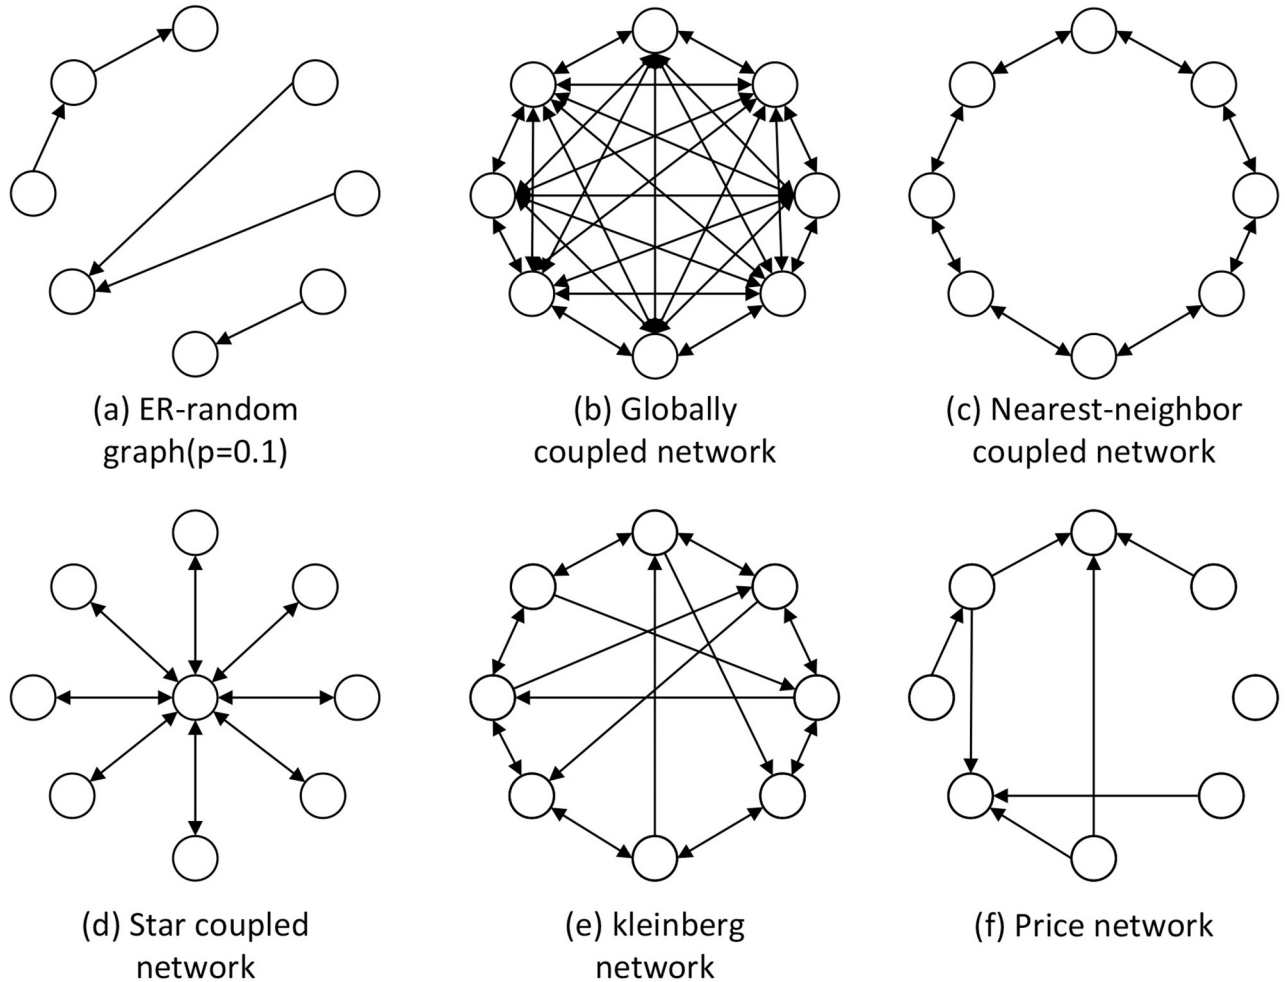 (a) ER-random
graph(p=0.1)
(b) Globally
coupled network
(c) Nearest-neighbor
coupled network
(d) Star coupled
network
(e) kleinberg
network
(f) Price network